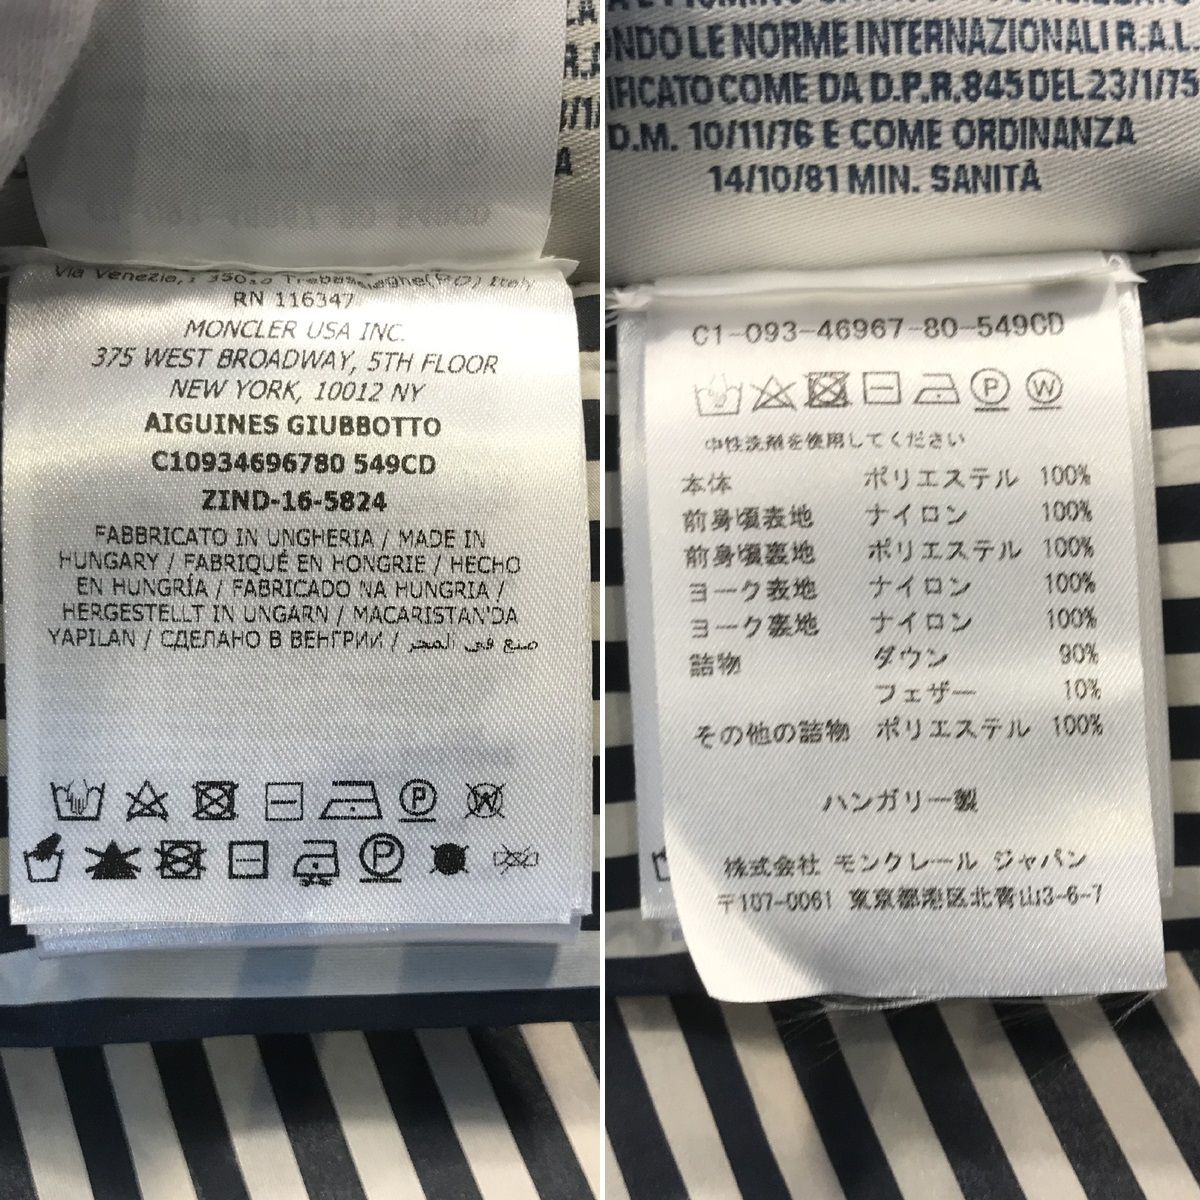 RN 116347
MONCLER USA INC.
375 WEST BROADWAY, 5TH FLOOR
NEW YORK, 10012 NY
AIGUINES GIUBBOTTO
C10934696780 549CD
ZIND-16-5824
FABBRICATO IN UNGHERIA / MADE IN
HUNGARY / FABRIQUÉ EN HONGRIE / HECHO
EN HUNGRÍA / FABRICADO NA HUNGRIA /
HERGESTELLT IN UNGARN / MACARISTAN'DA
YAPILAN / СДЕЛАНО В ВЕНГРИИ / صنع في المجر
P
W
P
NDO LE NORME INTERNAZIONALI R.A.L.
IFICATO COME DA D.P.R.845 DEL 23/1/75
D.M. 10/11/76 E COME ORDINANZA
14/10/81 MIN. SANITÀ
C1-093-46967-80-549CD
P W
中性洗剤を使用してください
本体 ポリエステル 100%
前身頃表地 ナイロン 100%
前身頃裏地 ポリエステル 100%
ヨーク表地 ナイロン 100%
ヨーク裏地 ナイロン 100%
詰物 ダウン 90%
フェザー 10%
その他の詰物 ポリエステル 100%
ハンガリー製
株式会社 モンクレール ジャパン
〒107-0061 東京都港区北青山3-6-7